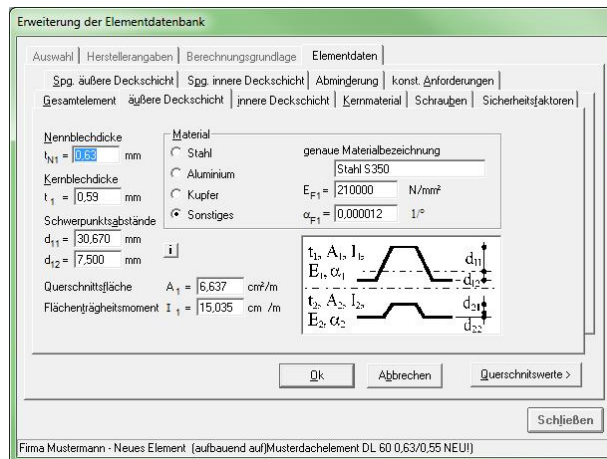 Erweiterung der Elementdatenbank
Auswahl Herstellerangaben Berechnungsgrundlage Elementdaten
Spg. äußere Deckschicht Spg. innere Deckschicht Abminderung konst. Anforderungen
Gesamtelement äußere Deckschicht innere Deckschicht Kernmaterial Schrauben Sicherheitsfaktoren
Nennblechdicke
tN1 = 0,63 mm
Kernblechdicke
t1 = 0,59 mm
Schwerpunktsabstände
d11 = 30,670 mm
d12 = 7,500 mm
i
Material
Stahl
Aluminium
Kupfer
Sonstiges
genaue Materialbezeichnung
Stahl S350
EF1 = 210000 N/mm²
αF1 = 0,000012 1/°
Querschnittsfläche A1 = 6,637 cm²/m
Flächenträgheitsmoment I1 = 15,035 cm /m
t1, A1, I1,
E1, α1
d11
d12
t2, A2, I2,
E2, α2
d21
d22
Ok Abbrechen Querschnitswerte >
Schließen
Firma Mustermann - Neues Element (aufbauend auf)Musterdachelement DL 60 0,63/0,55 NEU!)